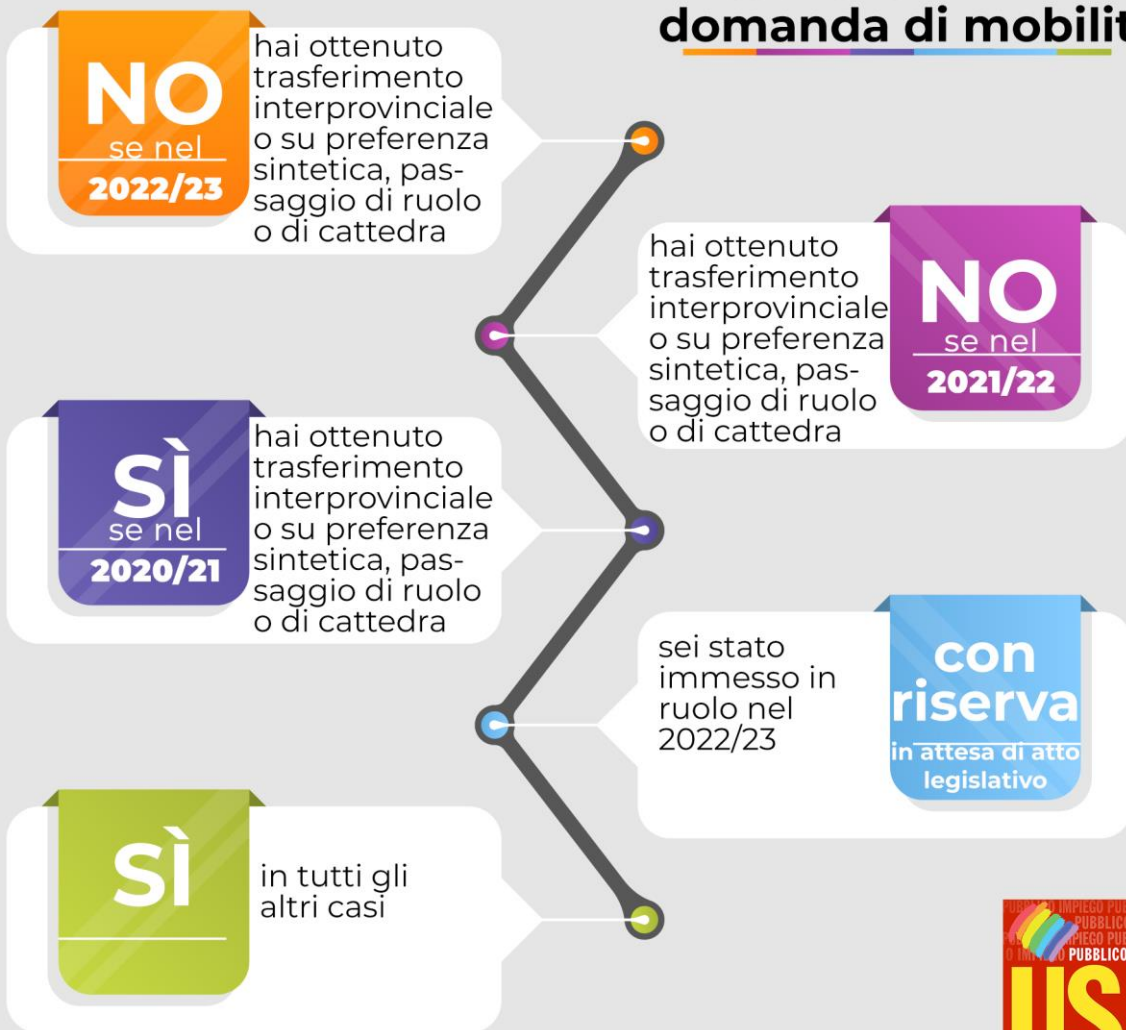 domanda di mobilit
NO
se nel
2022/23
hai ottenuto
trasferimento
interprovinciale
o su preferenza
sintetica, pas-
saggio di ruolo
o di cattedra
hai ottenuto
trasferimento
interprovinciale
o su preferenza
sintetica, pas-
saggio di ruolo
o di cattedra
NO
se nel
2021/22
SÌ
se nel
2020/21
hai ottenuto
trasferimento
interprovinciale
o su preferenza
sintetica, pas-
saggio di ruolo
o di cattedra
sei stato
immesso in
ruolo nel
2022/23
con
riserva
in attesa di atto
legislativo
SÌ
in tutti gli
altri casi
IMPIEGO
PUBBLICO
US